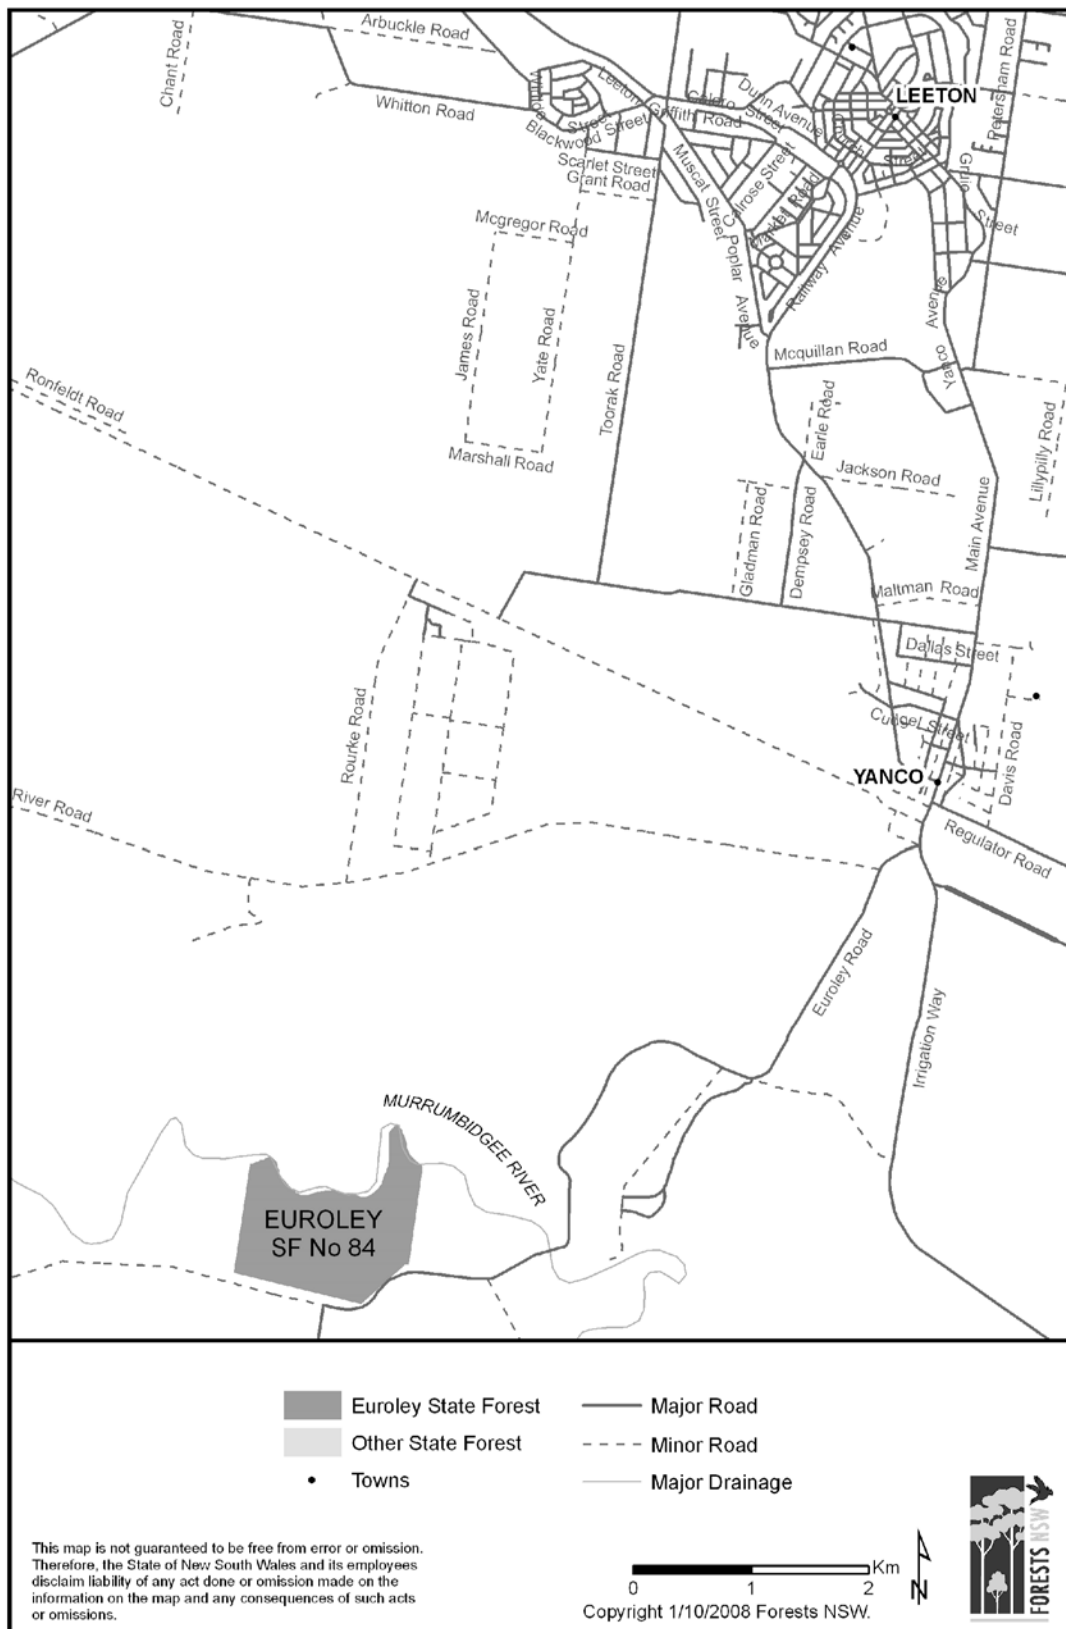 Arbuckle Road
Chant Road
Whitton Road
Leeton
Griffith Road
Calero Street
Dunn Avenue
LEETON
Petersham Road
Blackwood Street
Street
Scarlet Street
Grant Road
Muscat Street
Calrose Street
Church
Street
Street
Mcgregor Road
Poplar Avenue
Railway Avenue
James Road
Yate Road
Toorak Road
Mcquillan Road
Yanco Avenue
Ronfeldt Road
Earle Road
Marshall Road
Jackson Road
Lillypilly Road
Gladman Road
Dempsey Road
Main Avenue
Maltman Road
Dallas Street
Rourke Road
Cudgel Street
YANCO
Davis Road
River Road
Regulator Road
Euroley Road
Irrigation Way
MURRUMBIDGEE RIVER
EUROLEY
SF No 84
Euroley State Forest
Major Road
Other State Forest
Minor Road
Towns
Major Drainage
This map is not guaranteed to be free from error or omission.
Therefore, the State of New South Wales and its employees
disclaim liability of any act done or omission made on the
information on the map and any consequences of such acts
or omissions.
Km
0 1 2
N
Copyright 1/10/2008 Forests NSW.
FORESTS NSW